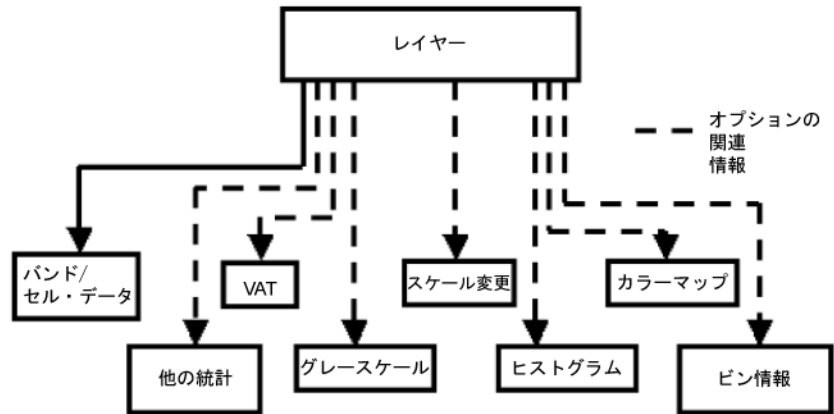 レイヤー
オプションの
関連
情報
バンド/
セル・データ
VAT
スケール変更
カラーマップ
他の統計
グレースケール
ヒストグラム
ビン情報